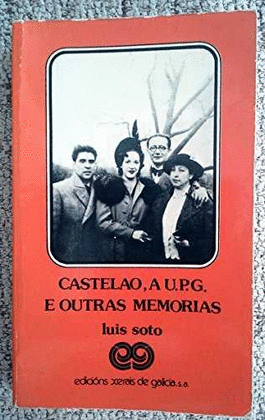 CASTELAO, A U.P.G.
E OUTRAS MEMORIAS
luis soto
edicións xerais de galicia, s.a.